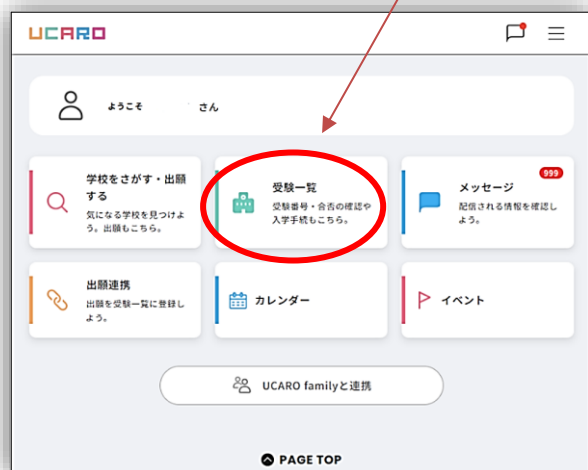 UCARO
ようこそ さん
学校をさがす・出願
する
気になる学校を見つけよ
う。出願もこちら。
受験一覧
受験番号・合否の確認や
入学手続もこちら。
999
メッセージ
配信される情報を確認し
よう。
出願連携
出願を受験一覧に登録し
よう。
カレンダー
イベント
UCARO familyと連携
PAGE TOP